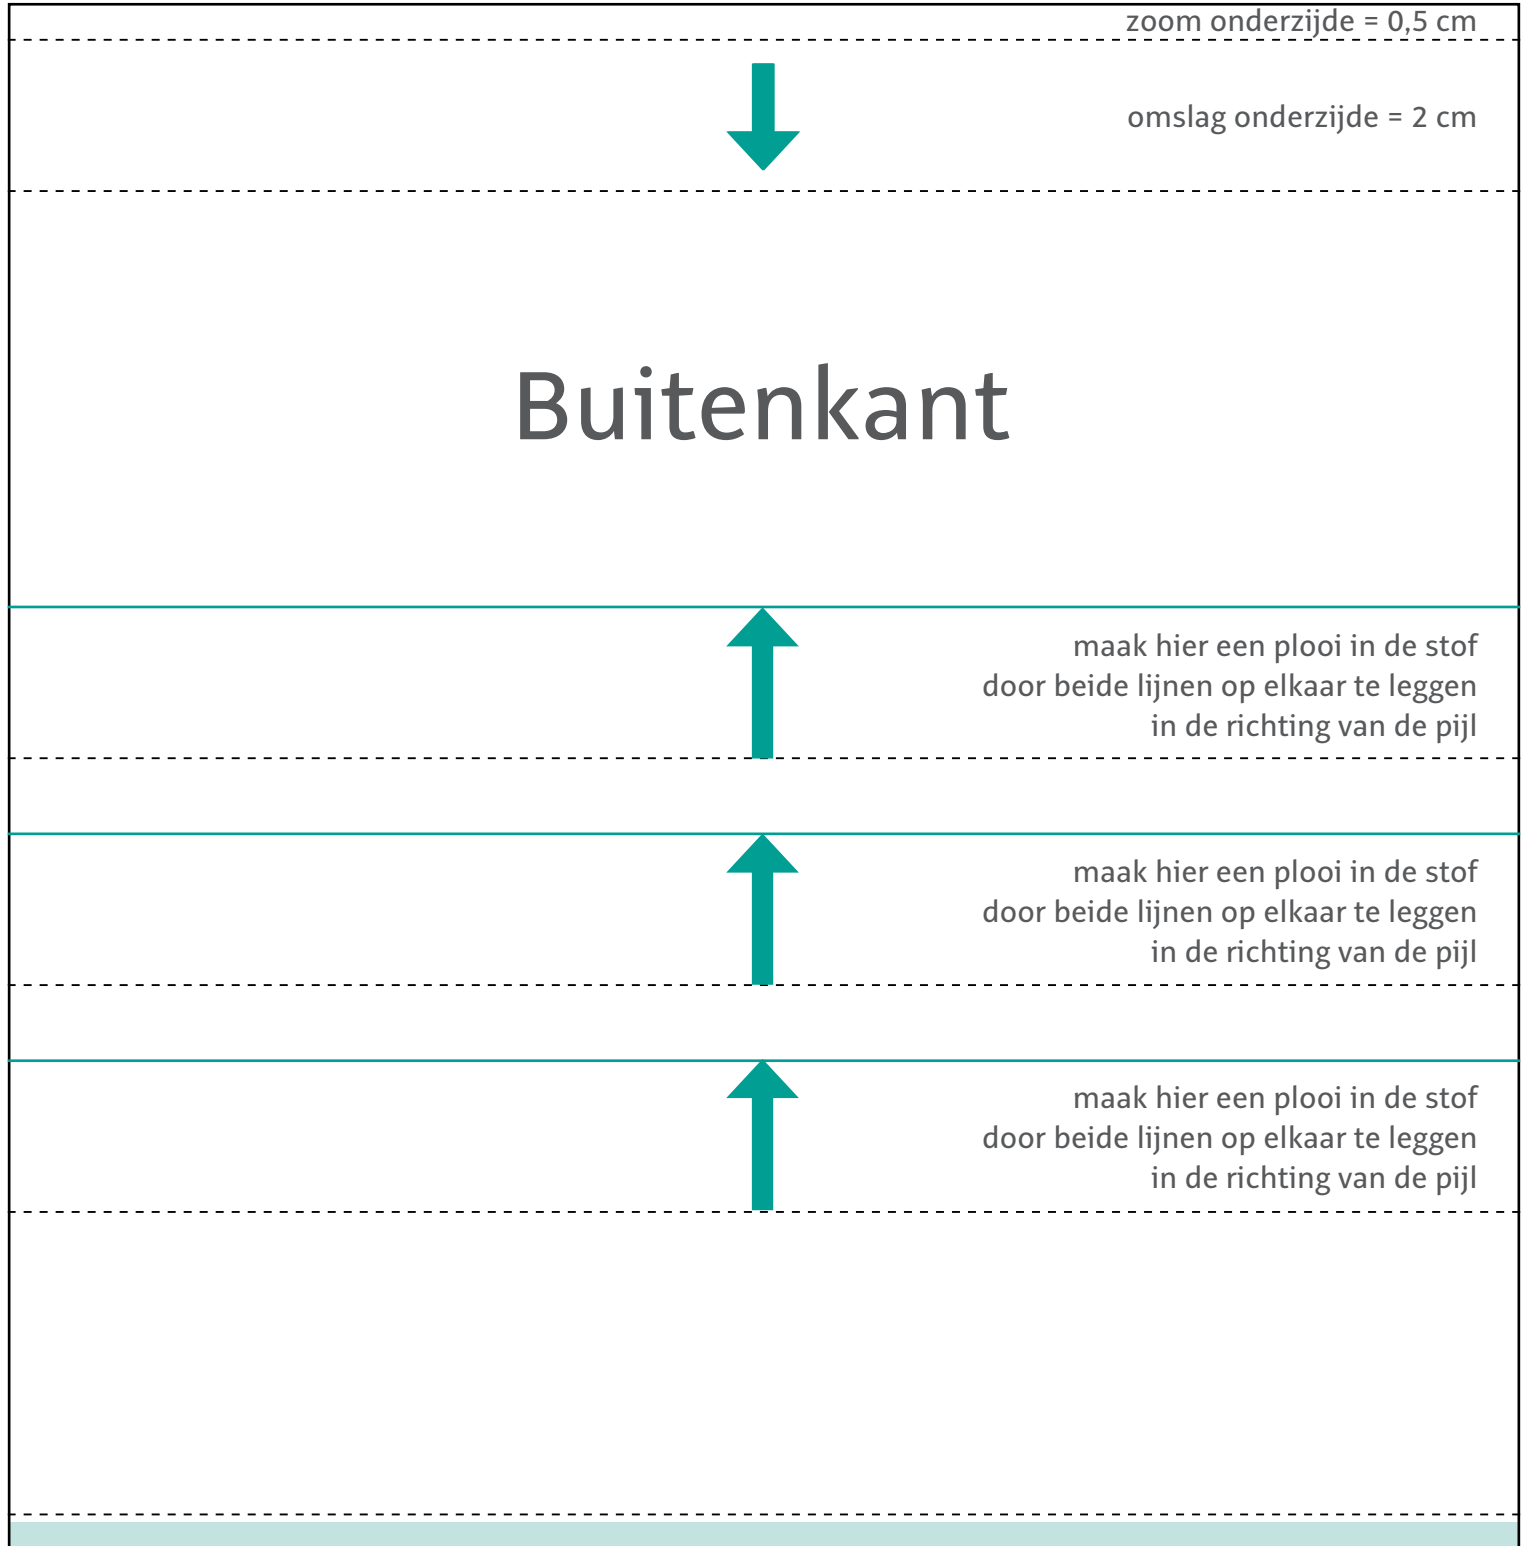 zoom onderzijde = 0,5 cm
omslag onderzijde = 2 cm
Buitenkant
maak hier een plooi in de stof
door beide lijnen op elkaar te leggen
in de richting van de pijl
maak hier een plooi in de stof
door beide lijnen op elkaar te leggen
in de richting van de pijl
maak hier een plooi in de stof
door beide lijnen op elkaar te leggen
in de richting van de pijl